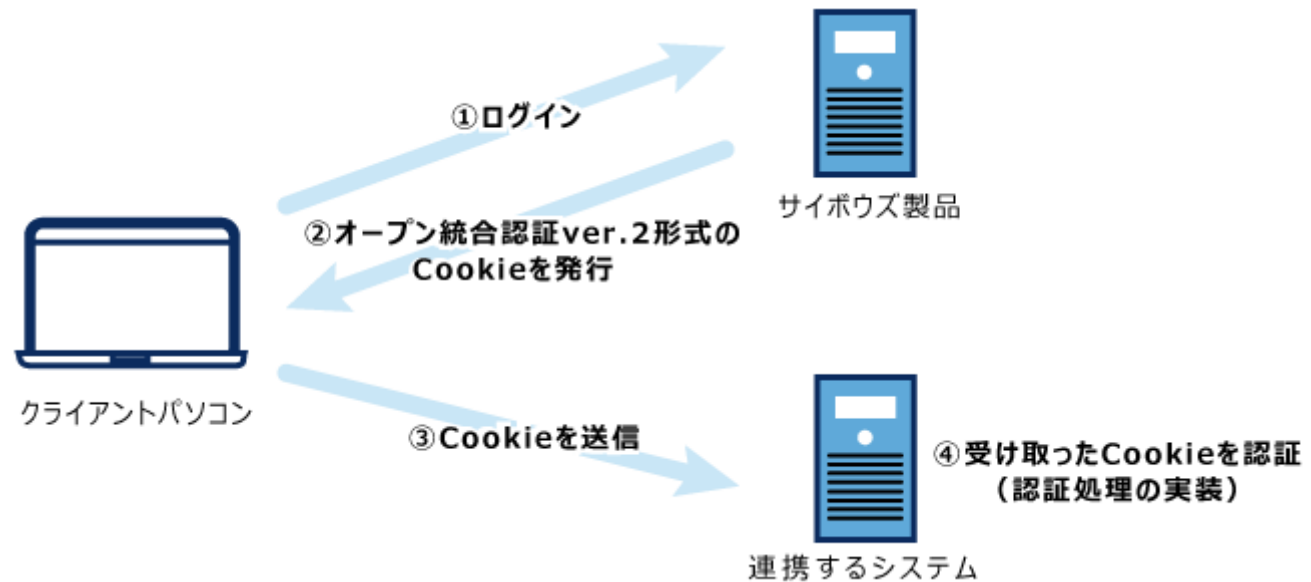 ①ログイン
サイボウズ製品
②オープン統合認証ver.2形式の
Cookieを発行
クライアントパソコン
③Cookieを送信
④受け取ったCookieを認証
(認証処理の実装)
連携するシステム